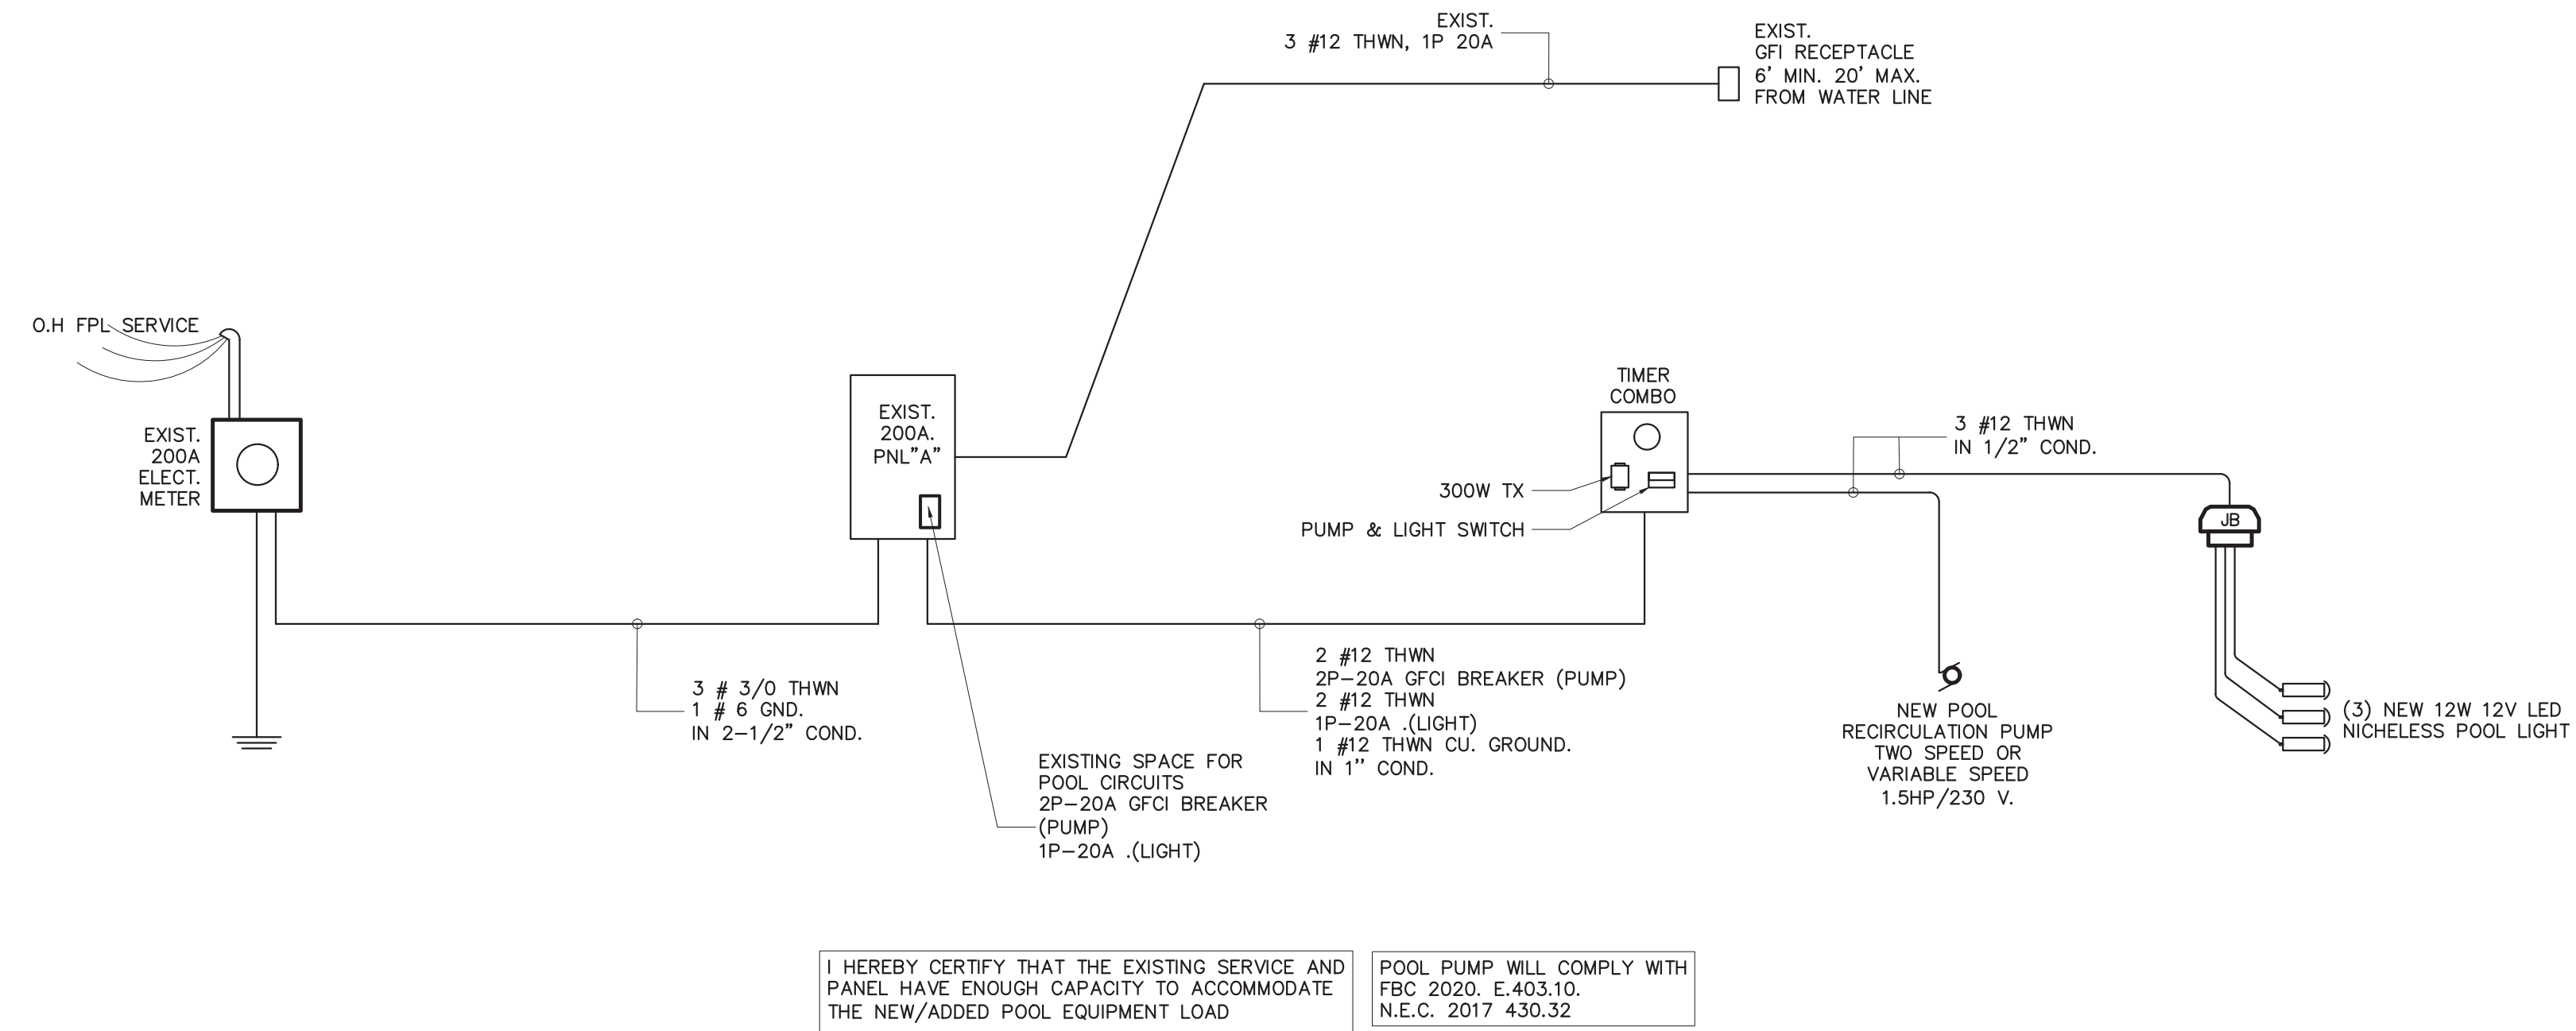 EXIST.
3 #12 THWN, 1P 20A
EXIST.
GFI RECEPTACLE
6' MIN. 20' MAX.
FROM WATER LINE
O.H FPL SERVICE
EXIST.
200A
ELECT.
METER
EXIST.
200A.
PNL"A"
TIMER
COMBO
300W TX
PUMP & LIGHT SWITCH
3 #12 THWN
IN 1/2" COND.
JB
3 # 3/0 THWN
1 # 6 GND.
IN 2-1/2" COND.
EXISTING SPACE FOR
POOL CIRCUITS
2P-20A GFCI BREAKER
(PUMP)
1P-20A .(LIGHT)
2 #12 THWN
2P-20A GFCI BREAKER (PUMP)
2 #12 THWN
1P-20A .(LIGHT)
1 #12 THWN CU. GROUND.
IN 1'' COND.
NEW POOL
RECIRCULATION PUMP
TWO SPEED OR
VARIABLE SPEED
1.5HP/230 V.
(3) NEW 12W 12V LED
NICHELESS POOL LIGHT
I HEREBY CERTIFY THAT THE EXISTING SERVICE AND
PANEL HAVE ENOUGH CAPACITY TO ACCOMMODATE
THE NEW/ADDED POOL EQUIPMENT LOAD
POOL PUMP WILL COMPLY WITH
FBC 2020. E.403.10.
N.E.C. 2017 430.32